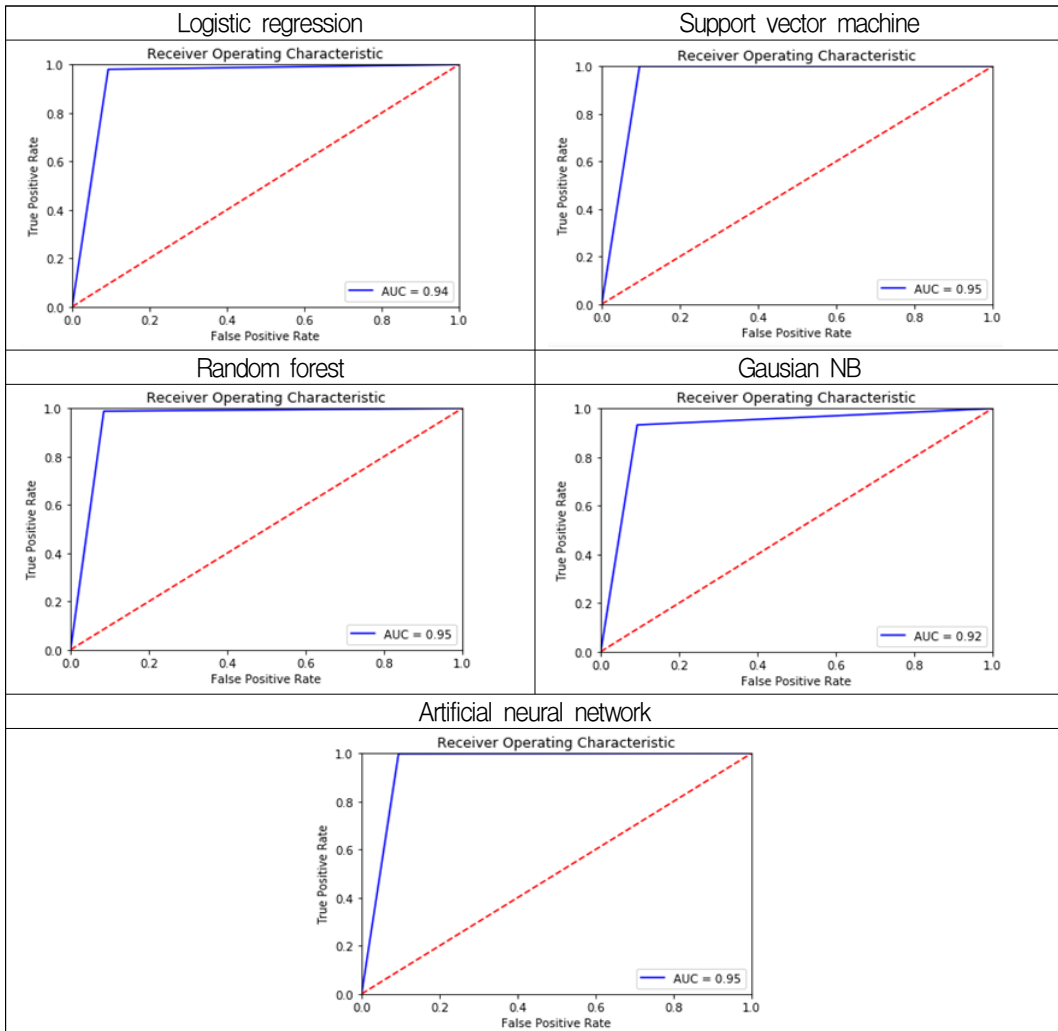 Logistic regression
Support vector machine
Receiver Operating Characteristic
1.0
0.8
0.6
0.4
0.2
0.0
True Positive Rate
AUC = 0.94
0.0 0.2 0.4 0.6 0.8 1.0
False Positive Rate
Receiver Operating Characteristic
1.0
0.8
0.6
0.4
0.2
0.0
True Positive Rate
AUC = 0.95
0.0 0.2 0.4 0.6 0.8 1.0
False Positive Rate
Random forest
Gausian NB
Receiver Operating Characteristic
1.0
0.8
0.6
0.4
0.2
0.0
True Positive Rate
AUC = 0.95
0.0 0.2 0.4 0.6 0.8 1.0
False Positive Rate
Receiver Operating Characteristic
1.0
0.8
0.6
0.4
0.2
0.0
True Positive Rate
AUC = 0.92
0.0 0.2 0.4 0.6 0.8 1.0
False Positive Rate
Artificial neural network
Receiver Operating Characteristic
1.0
0.8
0.6
0.4
0.2
0.0
True Positive Rate
AUC = 0.95
0.0 0.2 0.4 0.6 0.8 1.0
False Positive Rate